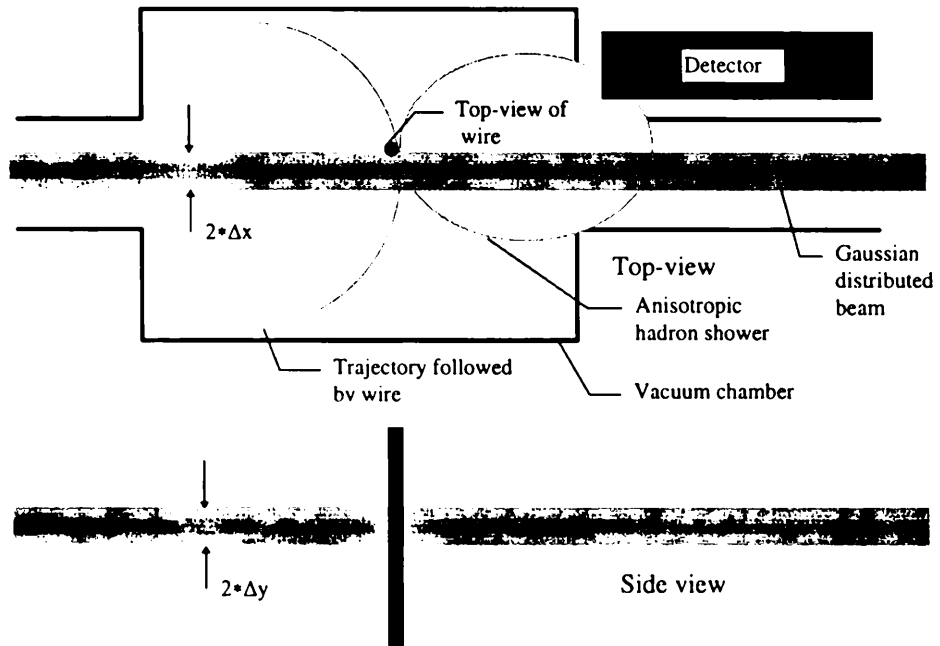 Detector
Top-view of
wire
2*Δx
Top-view
Gaussian
distributed
beam
Anisotropic
hadron shower
Trajectory followed
bv wire
Vacuum chamber
2*Δy
Side view